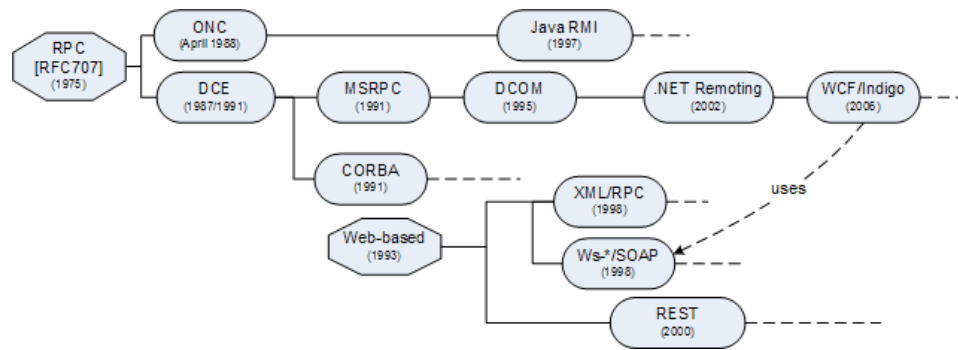 RPC
[RFC707]
(1975)
ONC
(April 1988)
Java RMI
(1997)
DCE
(1987/1991)
MSRPC
(1991)
DCOM
(1995)
.NET Remoting
(2002)
WCF/Indigo
(2006)
CORBA
(1991)
uses
XML/RPC
(1998)
Web-based
(1993)
Ws-*/SOAP
(1998)
REST
(2000)